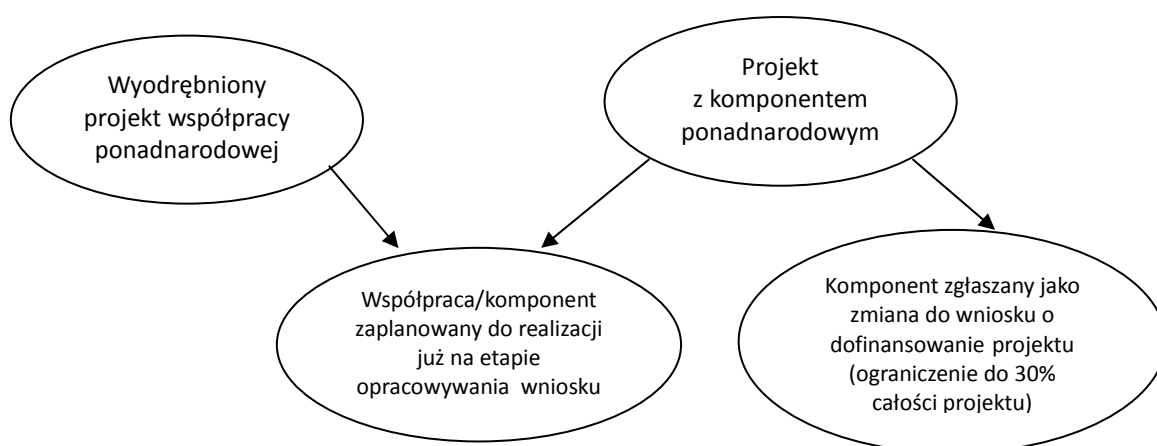 Wyodrębniony
projekt współpracy
ponadnarodowej
Projekt
z komponentem
ponadnarodowym
Współpraca/komponent
zaplanowany do realizacji
już na etapie
opracowywania wniosku
Komponent zgłaszany jako
zmiana do wniosku o
dofinansowanie projektu
(ograniczenie do 30%
całości projektu)